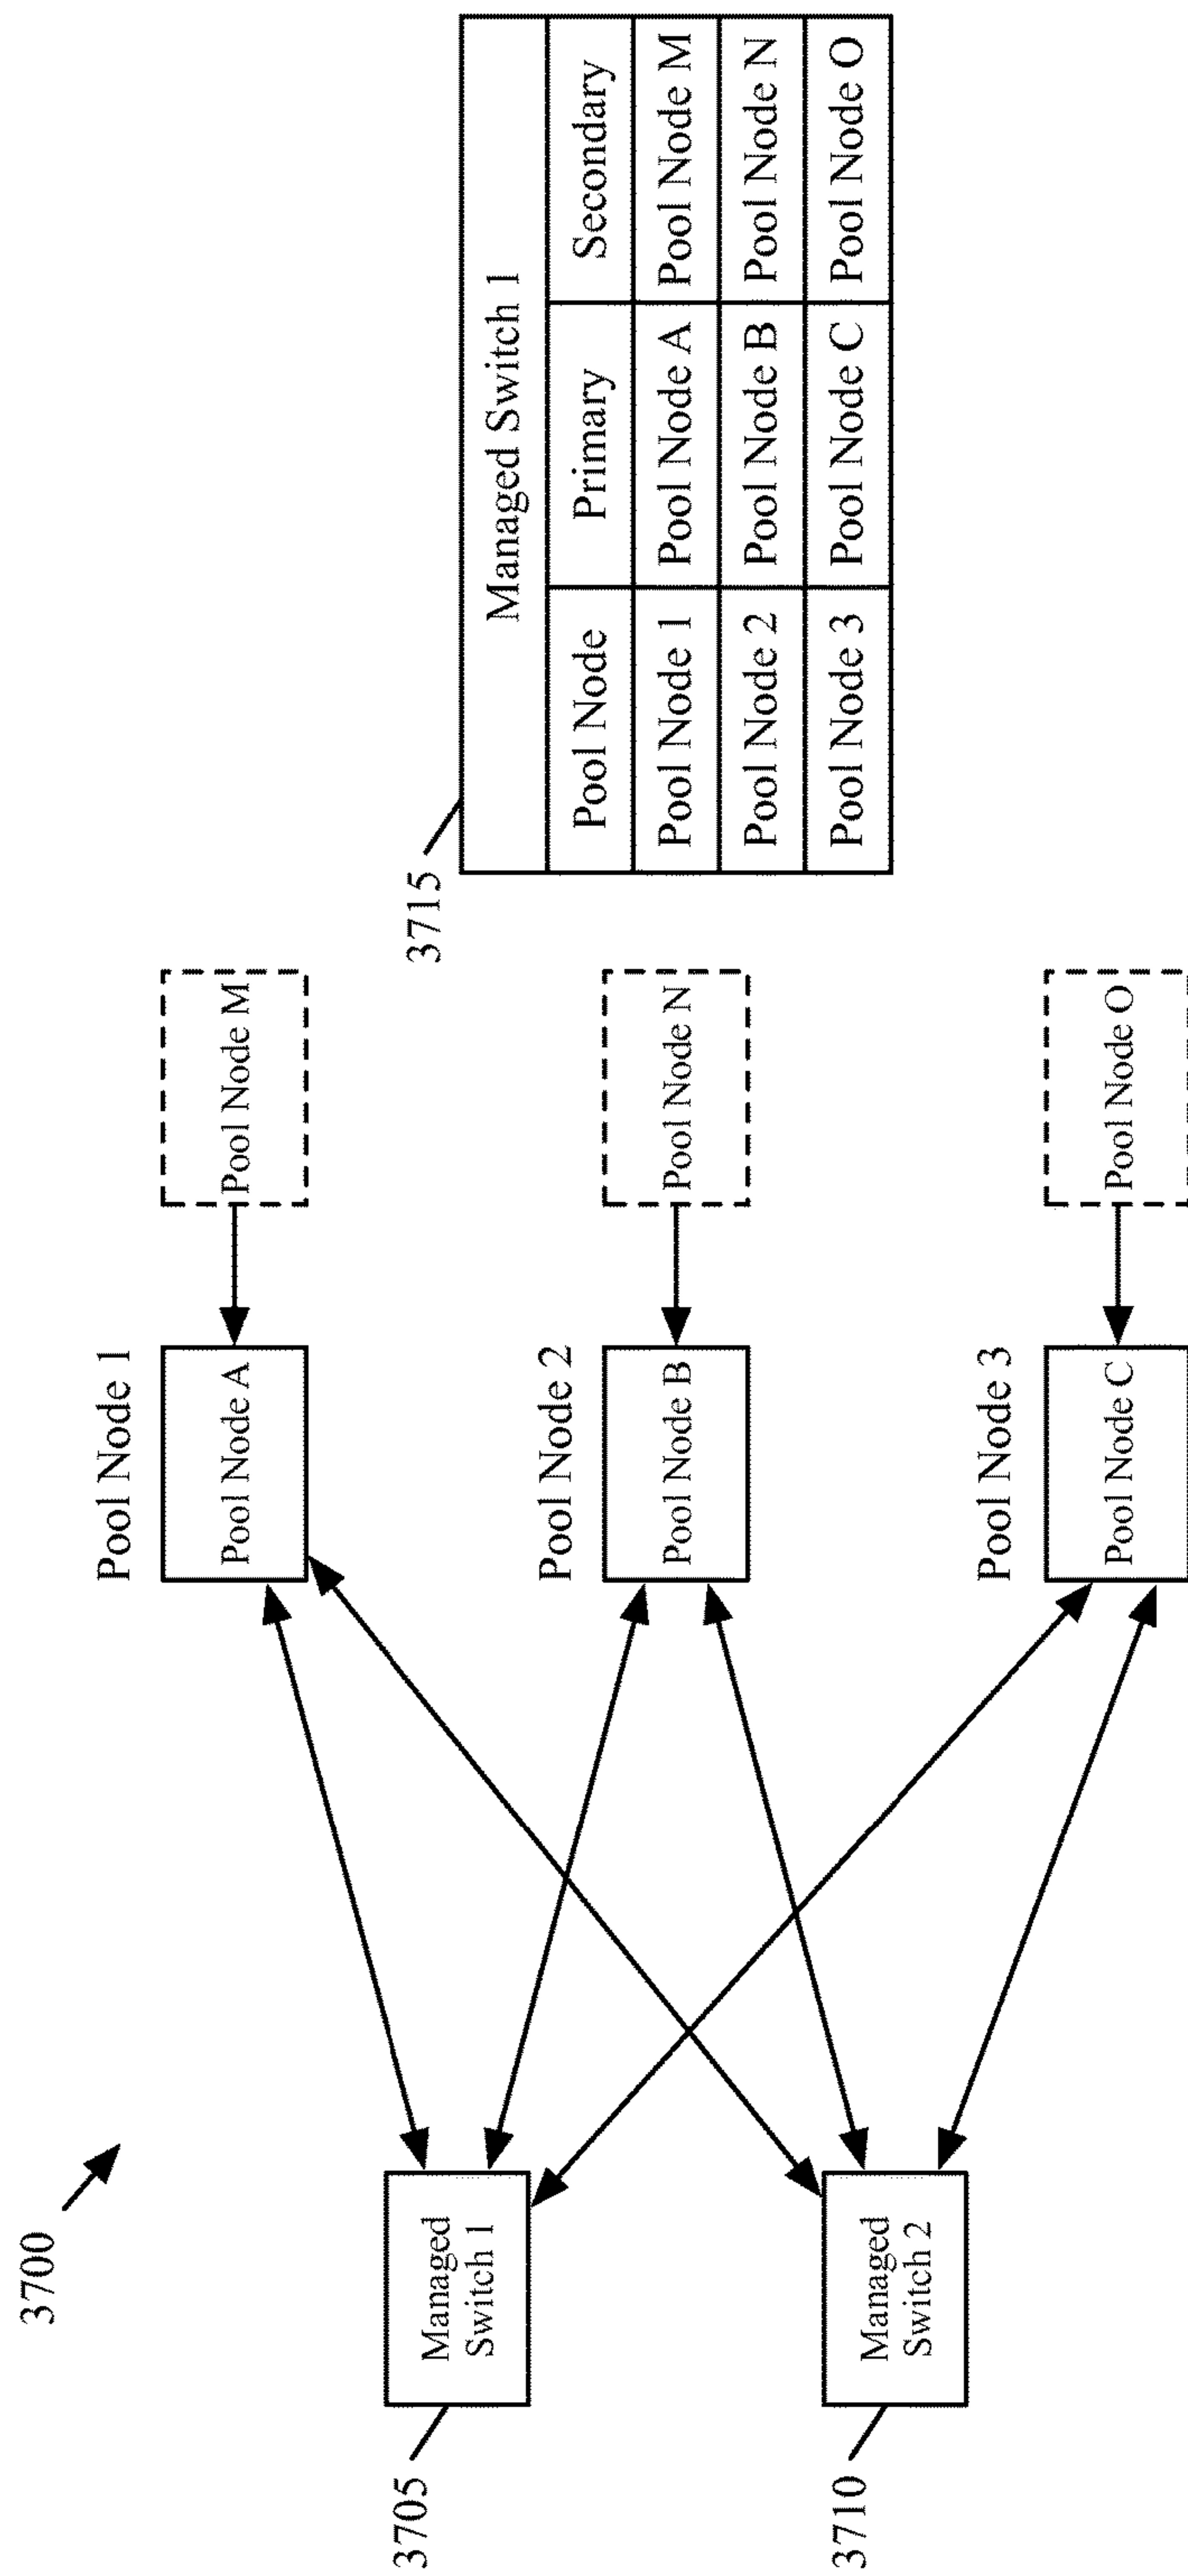 3700
Pool Node 1
Pool Node A
Pool Node M
3705
Managed
Switch 1
Pool Node 2
Pool Node B
Pool Node N
3710
Managed
Switch 2
Pool Node 3
Pool Node C
Pool Node O
3715
Managed Switch 1
Pool Node Primary Secondary
Pool Node 1 Pool Node A Pool Node M
Pool Node 2 Pool Node B Pool Node N
Pool Node 3 Pool Node C Pool Node O